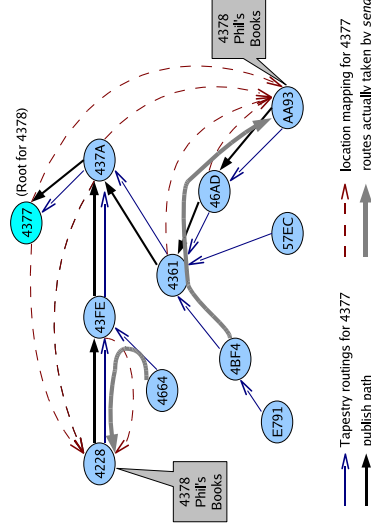 4377
(Root for 4378)
4378
Phil's
Books
437A
AA93
46AD
43FE
4361
4228
4664
57EC
4BF4
E791
4378
Phil's
Books
Tapestry routings for 4377
publish path
location mapping for 4377
routes actually taken by send